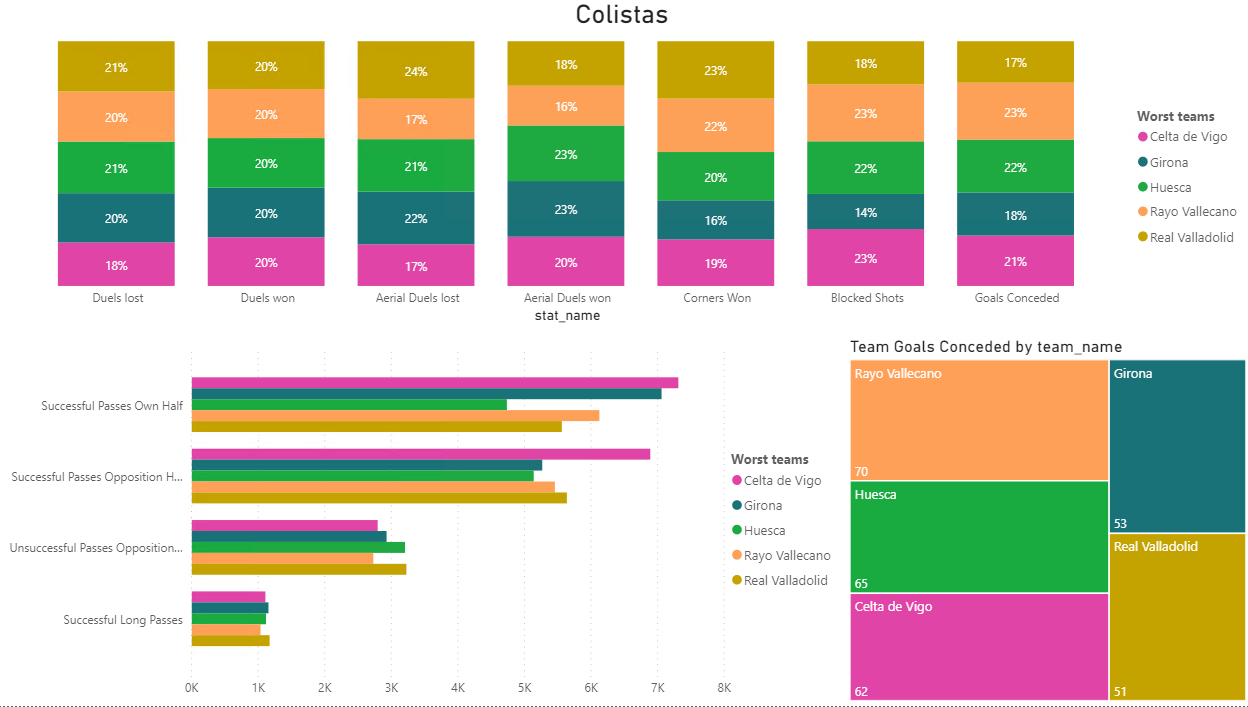 Colistas
21% 20% 24% 18% 23% 18% 17%
20% 20% 17% 16% 22% 23% 23%
21% 20% 21% 23% 20% 22% 22%
20% 20% 22% 23% 16% 14% 18%
18% 20% 17% 20% 19% 23% 21%
Duels lost Duels won Aerial Duels lost Aerial Duels won Corners Won Blocked Shots Goals Conceded
stat_name
Worst teams
Celta de Vigo
Girona
Huesca
Rayo Vallecano
Real Valladolid
Successful Passes Own Half
Successful Passes Opposition H...
Unsuccessful Passes Opposition...
Successful Long Passes
0K 1K 2K 3K 4K 5K 6K 7K 8K
Worst teams
Celta de Vigo
Girona
Huesca
Rayo Vallecano
Real Valladolid
Team Goals Conceded by team_name
Rayo Vallecano
70
Huesca
65
Celta de Vigo
62
Girona
53
Real Valladolid
51